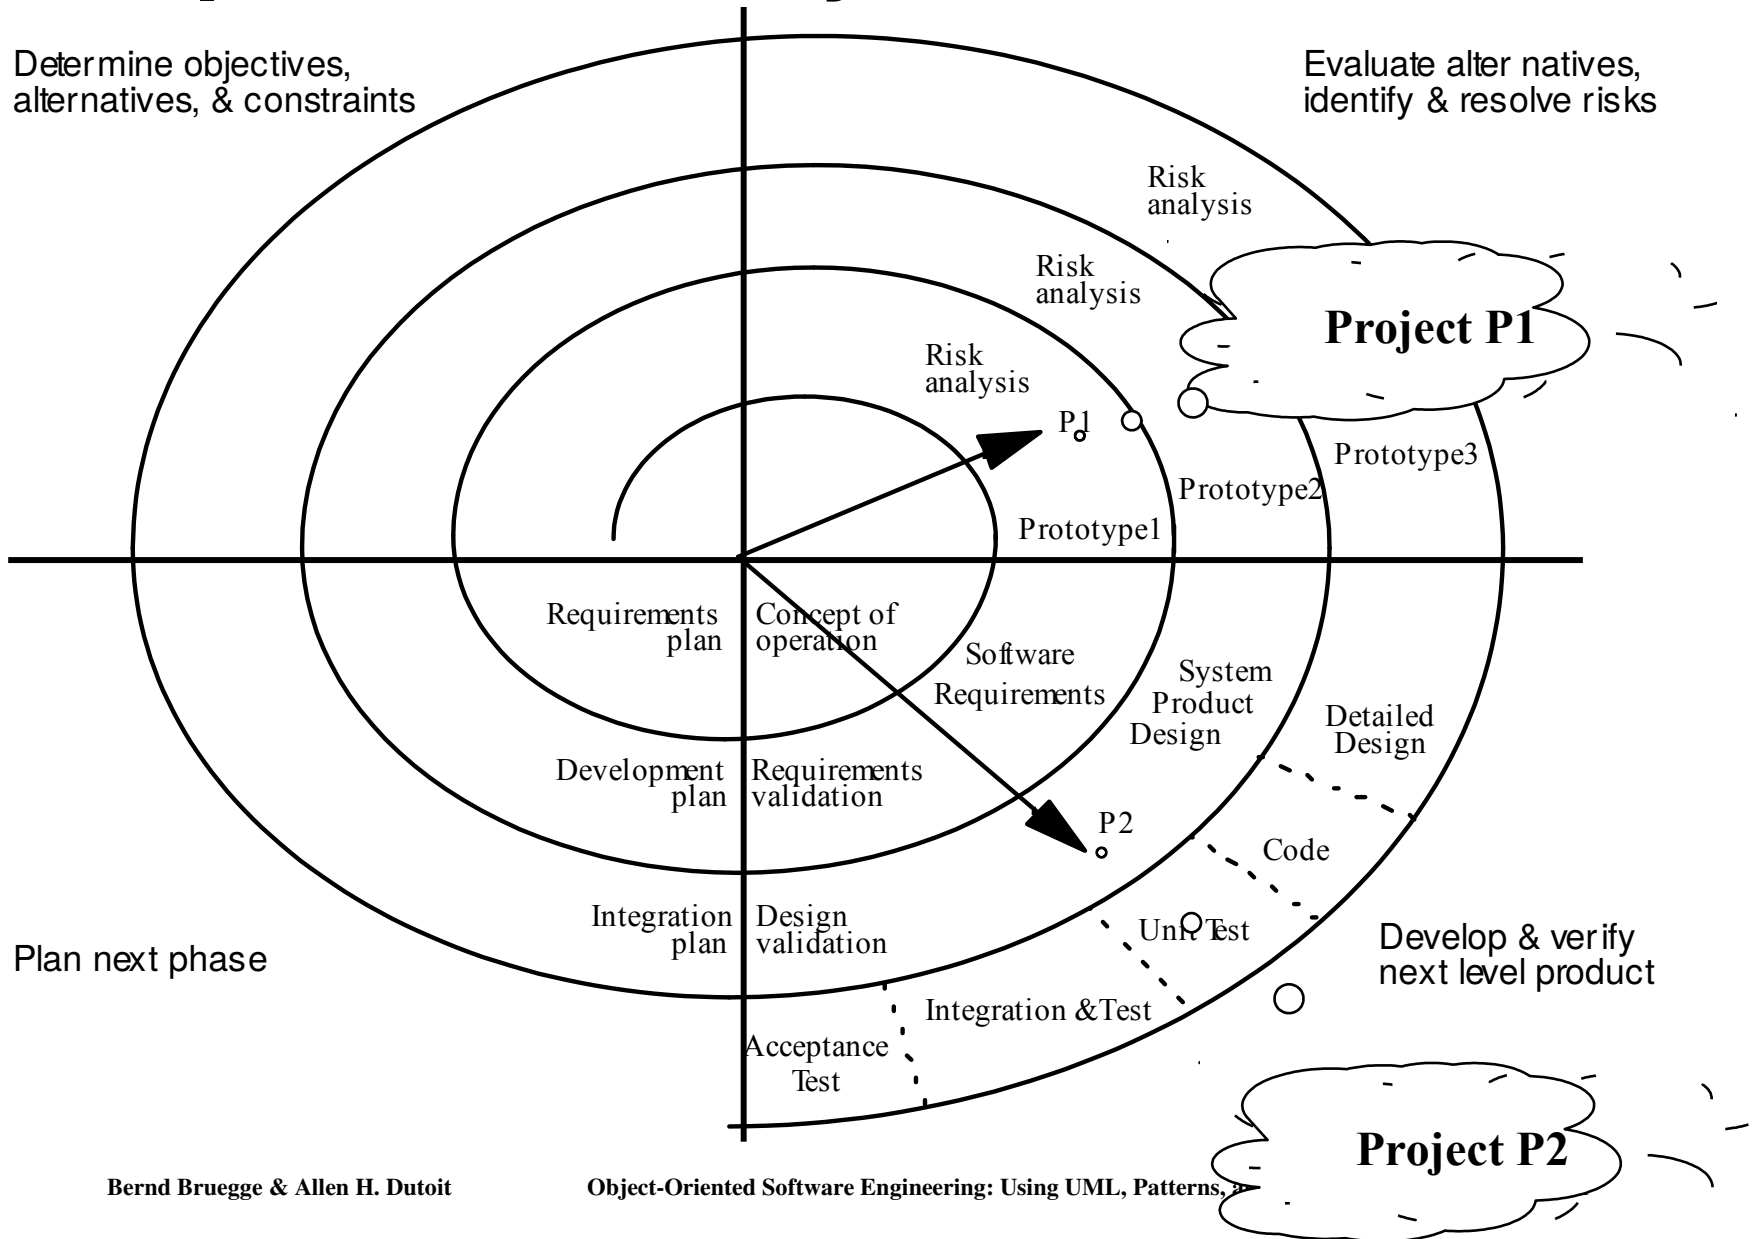 Determine objectives,
alternatives, & constraints
Evaluate alter natives,
identify & resolve risks
Risk
analysis
Risk
analysis
Project P1
Risk
analysis
P1
Prototype3
Prototype2
Prototype1
Requirements
plan
Concept of
operation
Software
Requirements
System
Product
Design
Detailed
Design
Development
plan
Requirements
validation
P2
Code
Integration
plan
Design
validation
Unit Test
Plan next phase
Develop & verify
next level product
Integration &Test
Acceptance
Test
Project P2
Bernd Bruegge & Allen H. Dutoit
Object-Oriented Software Engineering: Using UML, Patterns,